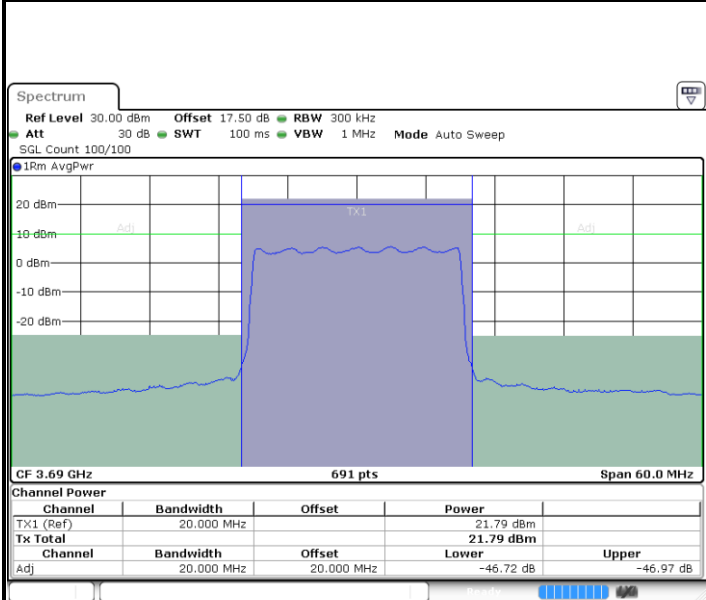 Spectrum
Ref Level 30.00 dBm Offset 17.50 dB RBW 300 kHz
Att 30 dB SWT 100 ms VBW 1 MHz Mode Auto Sweep
SGL Count 100/100
1Rm AvgPwr
20 dBm
TX1
Adj Adj
10 dBm
0 dBm
-10 dBm
-20 dBm
CF 3.69 GHz 691 pts Span 60.0 MHz
Channel Power
Channel Bandwidth Offset Power
TX1 (Ref) 20.000 MHz 21.79 dBm
Tx Total 21.79 dBm
Channel Bandwidth Offset Lower Upper
Adj 20.000 MHz 20.000 MHz -46.72 dB -46.97 dB
Ready